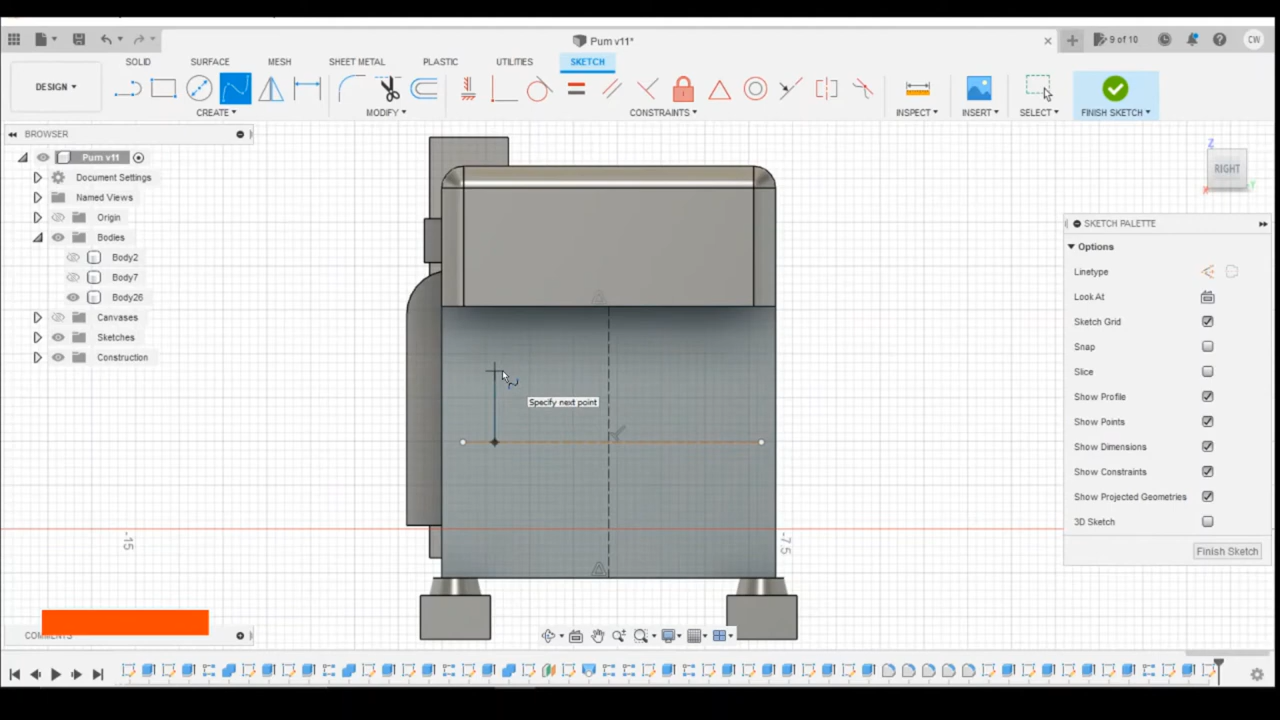 Pum v11*
9 of 10
CW
DESIGN
SOLID
SURFACE
MESH
SHEET METAL
PLASTIC
UTILITIES
SKETCH
CREATE
MODIFY
CONSTRAINTS
INSPECT
INSERT
SELECT
FINISH SKETCH
BROWSER
Pum v11
Document Settings
Named Views
Origin
Bodies
Body2
Body7
Body26
Canvases
Sketches
Construction
Z
RIGHT
X
Y
SKETCH PALETTE
Options
Linetype
Look At
Sketch Grid
Snap
Slice
Show Profile
Show Points
Show Dimensions
Show Constraints
Show Projected Geometries
3D Sketch
Finish Sketch
Specify next point
-15
-7.5
COMMENTS